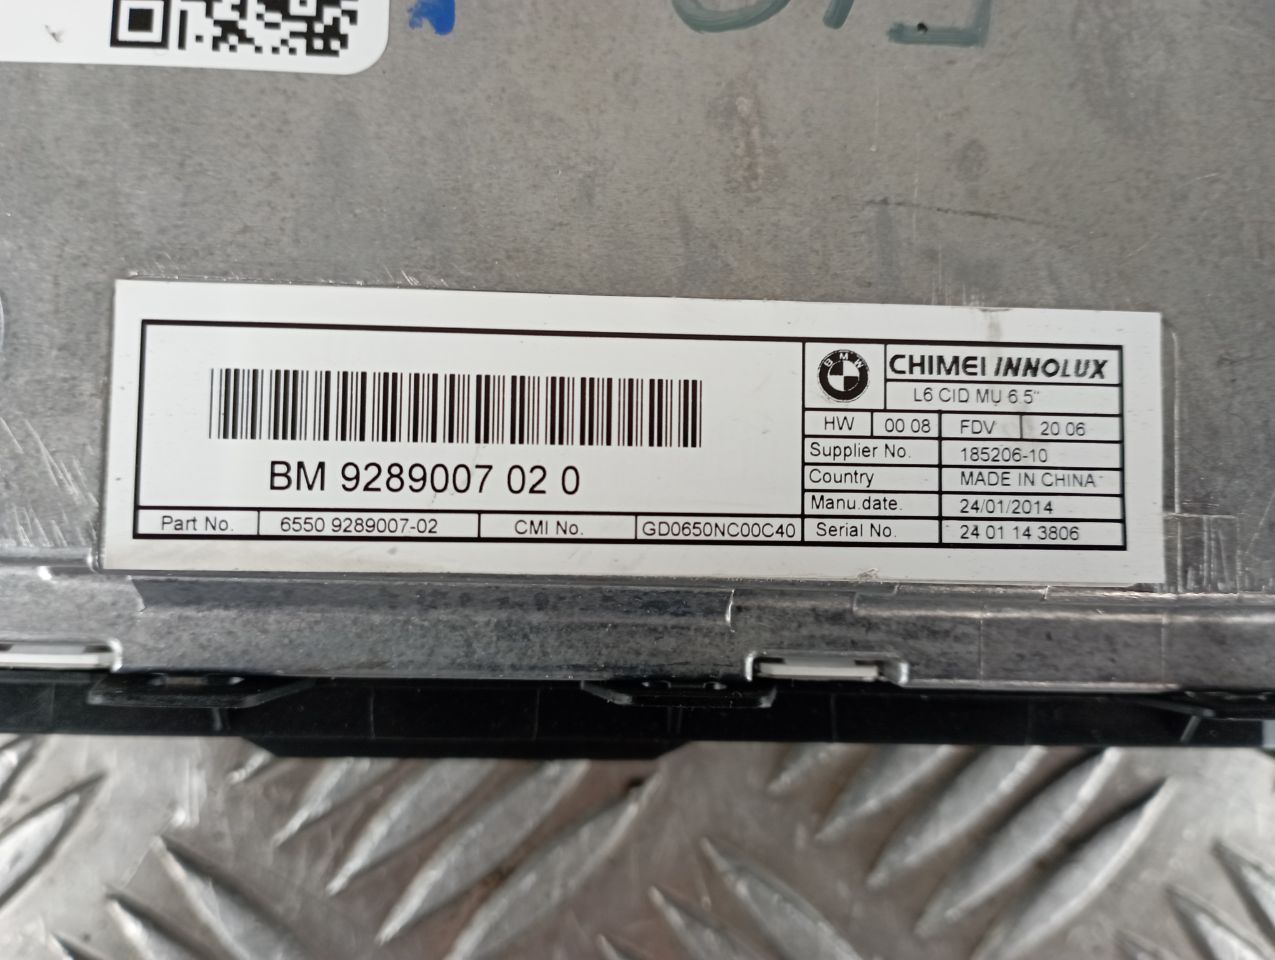 BMW
CHIMEI INNOLUX
L6 CID MU 6.5"
HW 00 08 FDV 20 06
Supplier No. 185206-10
Country MADE IN CHINA
Manu.date. 24/01/2014
BM 9289007 02 0
Part No. 6550 9289007-02 CMI No. GD0650NC00C40 Serial No. 24 01 14 3806